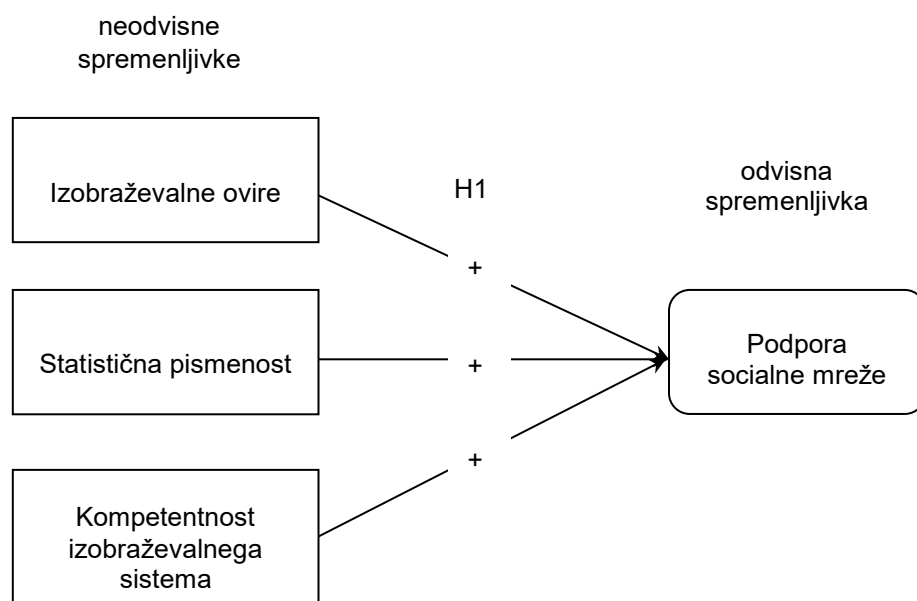 neodvisne
spremenljivke
Izobraževalne ovire
H1
odvisna
spremenljivka
+
Statistična pismenost
+
Podpora
socialne mreže
+
Kompetentnost
izobraževalnega
sistema